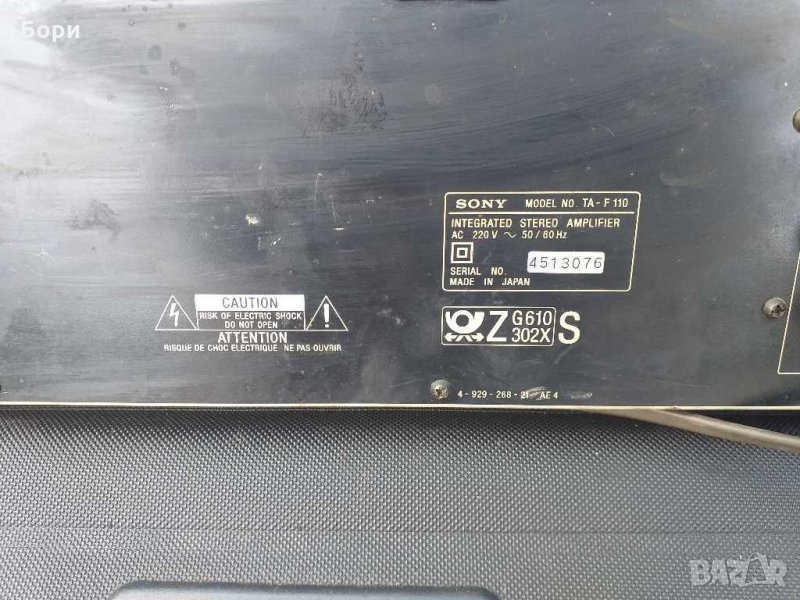 Бори
SONY MODEL NO. TA-F110
INTEGRATED STEREO AMPLIFIER
AC 220V ~ 50/60Hz
SERIAL NO. 4513076
MADE IN JAPAN
CAUTION
RISK OF ELECTRIC SHOCK
DO NOT OPEN
ATTENTION
RISQUE DE CHOC ELECTRIQUE NE PAS OUVRIR
Z G610 S
302X
4-929-268-21 AE4
BAZAR